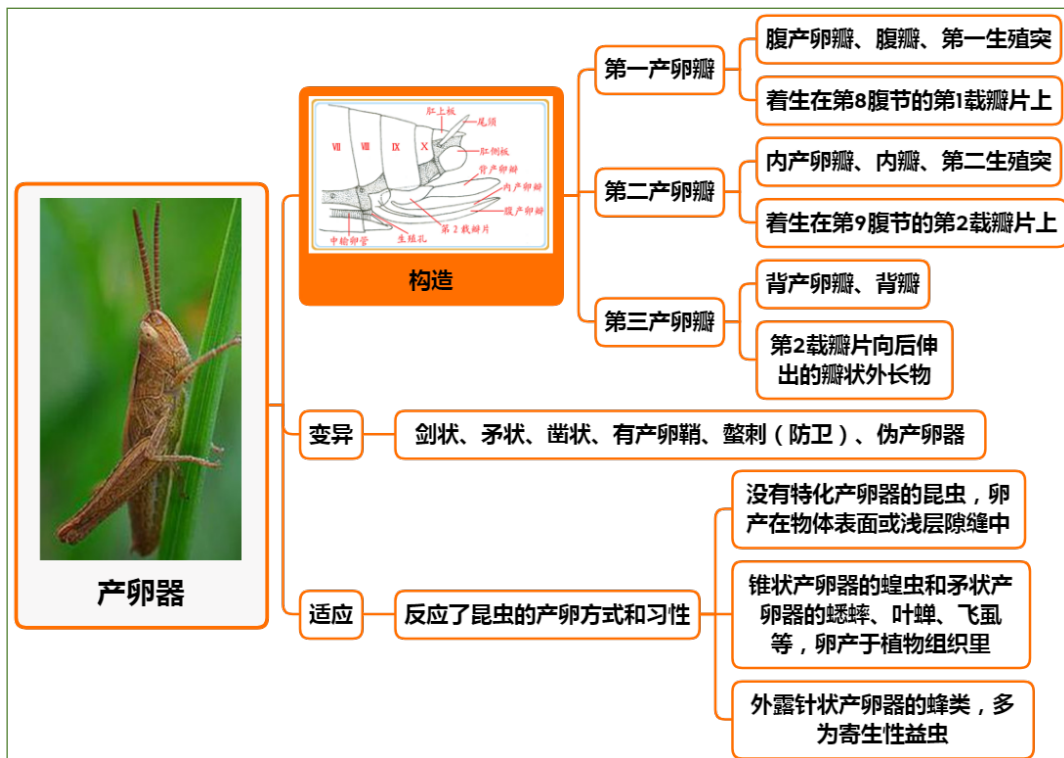 产卵器
肛上板
尾须
VII
VIII
IX
X
肛侧板
背产卵瓣
内产卵瓣
腹产卵瓣
第2载瓣片
生殖孔
中输卵管
构造
第一产卵瓣
腹产卵瓣、腹瓣、第一生殖突
着生在第8腹节的第1载瓣片上
第二产卵瓣
内产卵瓣、内瓣、第二生殖突
着生在第9腹节的第2载瓣片上
第三产卵瓣
背产卵瓣、背瓣
第2载瓣片向后伸
出的瓣状外长物
变异
剑状、矛状、凿状、有产卵鞘、螫刺（防卫）、伪产卵器
适应
反应了昆虫的产卵方式和习性
没有特化产卵器的昆虫，卵
产在物体表面或浅层隙缝中
锥状产卵器的蝗虫和矛状产
卵器的蟋蟀、叶蝉、飞虱
等，卵产于植物组织里
外露针状产卵器的蜂类，多
为寄生性益虫